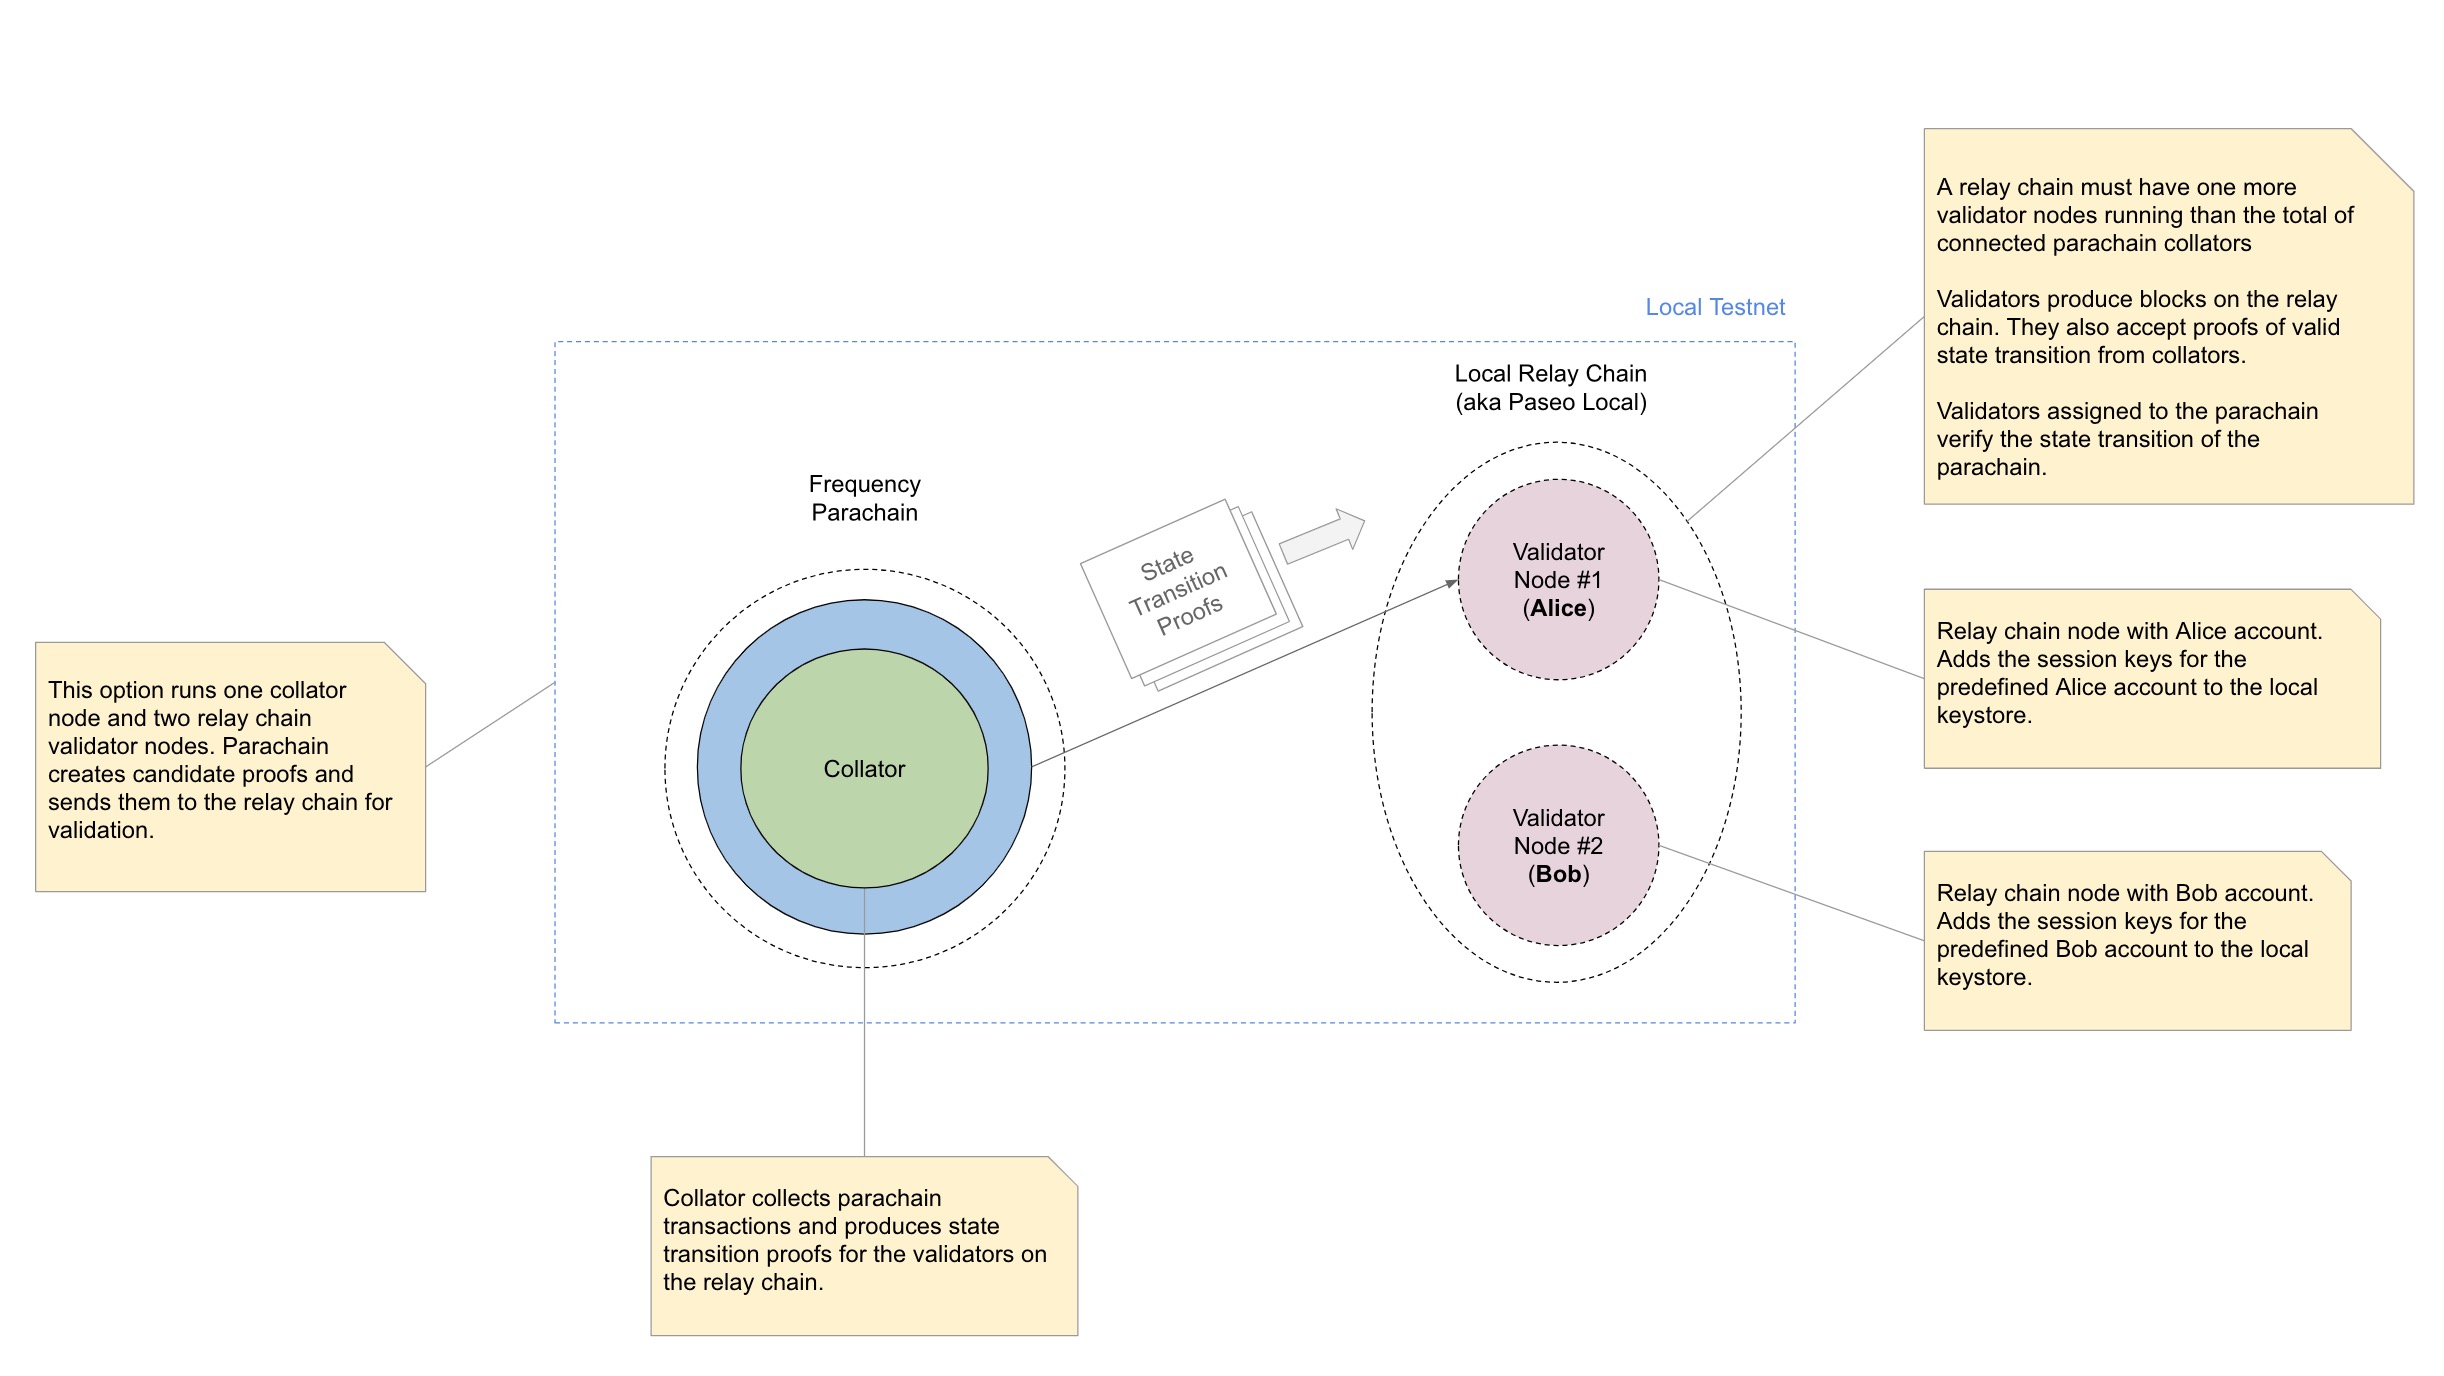 A relay chain must have one more
validator nodes running than the total of
connected parachain collators
Validators produce blocks on the relay
chain. They also accept proofs of valid
state transition from collators.
Validators assigned to the parachain
verify the state transition of the
parachain.
Local Testnet
Local Relay Chain
(aka Paseo Local)
Frequency
Parachain
State
Transition
Proofs
Validator
Node #1
(Alice)
Relay chain node with Alice account.
Adds the session keys for the
predefined Alice account to the local
keystore.
This option runs one collator
node and two relay chain
validator nodes. Parachain
creates candidate proofs and
sends them to the relay chain for
validation.
Collator
Validator
Node #2
(Bob)
Relay chain node with Bob account.
Adds the session keys for the
predefined Bob account to the local
keystore.
Collator collects parachain
transactions and produces state
transition proofs for the validators on
the relay chain.